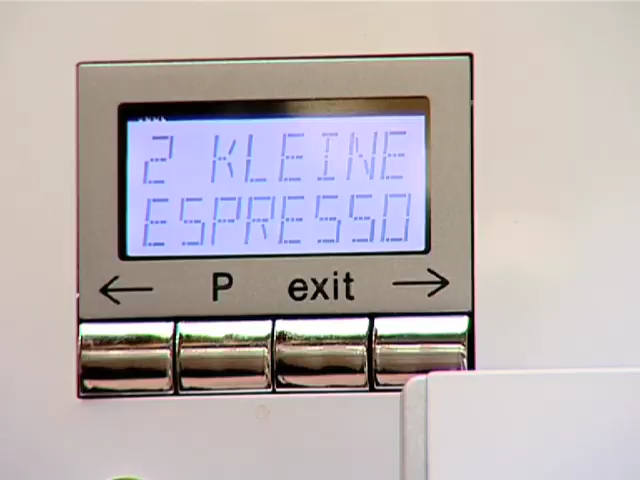 2 KLEINE
ESPRESSO
← P exit →